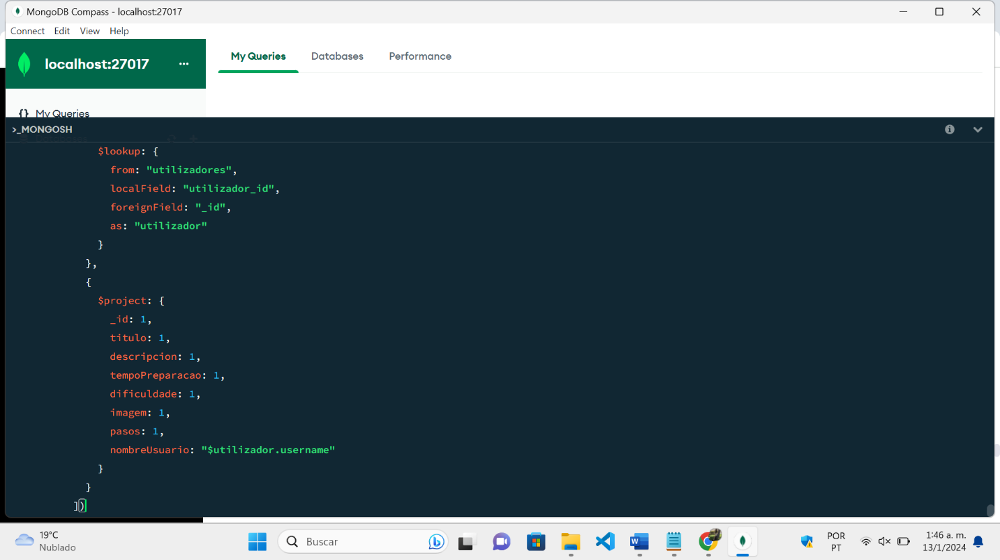 MongoDB Compass - localhost:27017
Connect Edit View Help
localhost:27017 ...
My Queries Databases Performance
{} My Queries
>_MONGOSH
$lookup: {
from: "utilizadores",
localField: "utilizador_id",
foreignField: "_id",
as: "utilizador"
}
},
{
$project: {
_id: 1,
titulo: 1,
descripcion: 1,
tempoPreparacao: 1,
dificuldade: 1,
imagem: 1,
pasos: 1,
nombreUsuario: "$utilizador.username"
}
}
])
19°C
Nublado
Buscar
POR
PT
1:46 a. m.
13/1/2024